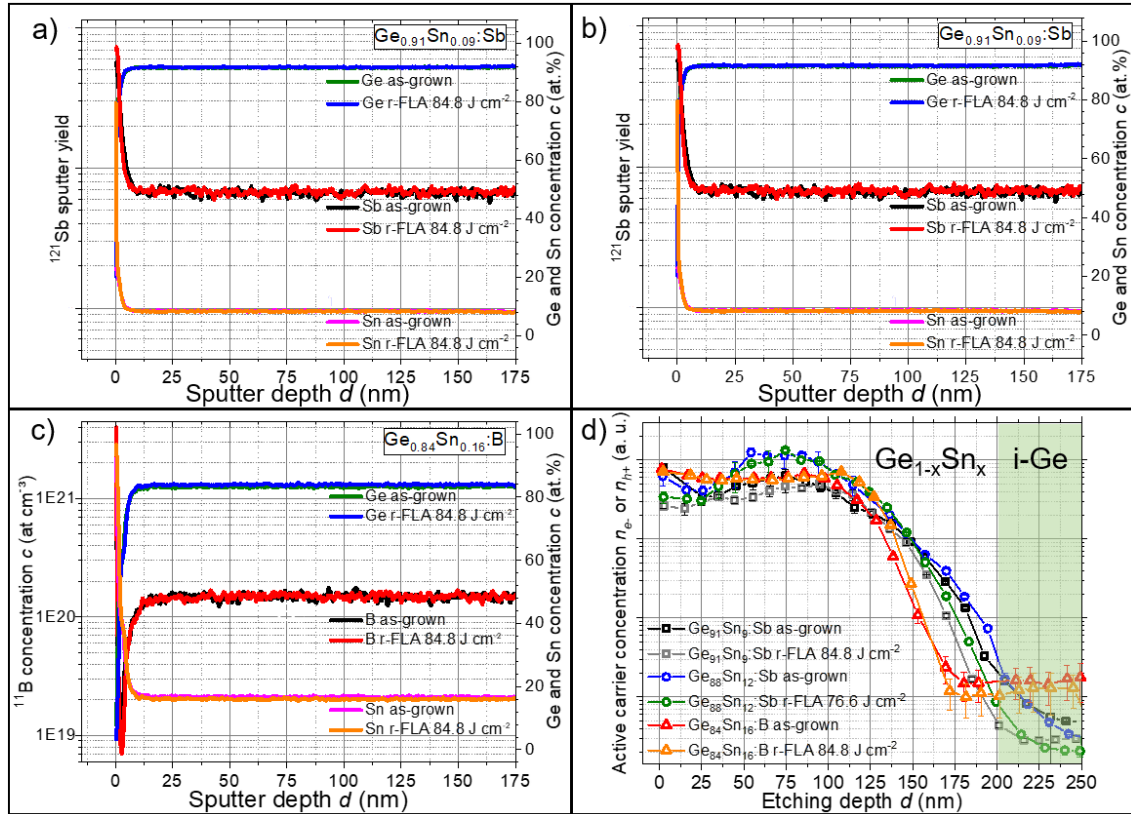 a)
Ge0.91Sn0.09:Sb
Ge as-grown
Ge r-FLA 84.8 J cm-2
Sb as-grown
Sb r-FLA 84.8 J cm-2
Sn as-grown
Sn r-FLA 84.8 J cm-2
121Sb sputter yield
Ge and Sn concentration c (at.%)
100
80
60
40
20
0
0 25 50 75 100 125 150 175
Sputter depth d (nm)
b)
Ge0.91Sn0.09:Sb
Ge as-grown
Ge r-FLA 84.8 J cm-2
Sb as-grown
Sb r-FLA 84.8 J cm-2
Sn as-grown
Sn r-FLA 84.8 J cm-2
121Sb sputter yield
Ge and Sn concentration c (at.%)
100
80
60
40
20
0
0 25 50 75 100 125 150 175
Sputter depth d (nm)
c)
Ge0.84Sn0.16:B
Ge as-grown
Ge r-FLA 84.8 J cm-2
B as-grown
B r-FLA 84.8 J cm-2
Sn as-grown
Sn r-FLA 84.8 J cm-2
11B concentration c (at cm-3)
1E21
1E20
1E19
Ge and Sn concentration c (at.%)
100
80
60
40
20
0
0 25 50 75 100 125 150 175
Sputter depth d (nm)
d)
Ge1-xSnx
i-Ge
Active carrier concentration ne- or nh+ (a. u.)
Ge91Sn9:Sb as-grown
Ge91Sn9:Sb r-FLA 84.8 J cm-2
Ge88Sn12:Sb as-grown
Ge88Sn12:Sb r-FLA 76.6 J cm-2
Ge84Sn16:B as-grown
Ge84Sn16:B r-FLA 84.8 J cm-2
0 25 50 75 100 125 150 175 200 225 250
Etching depth d (nm)